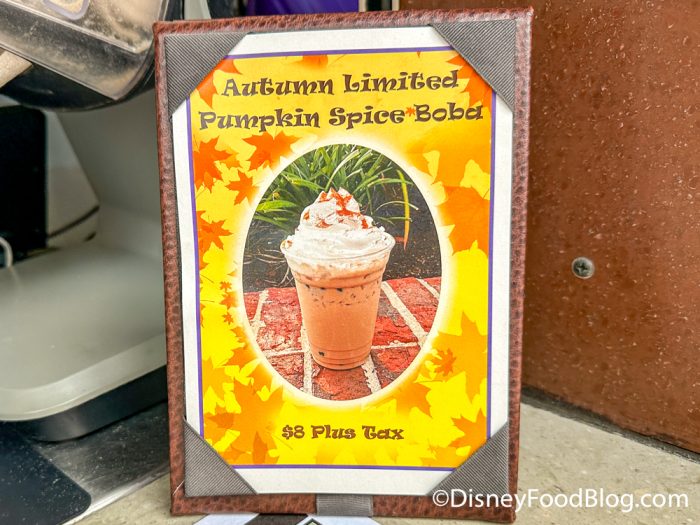 Autumn Limited
Pumpkin Spice Boba
$8 Plus Tax
©DisneyFoodBlog.com